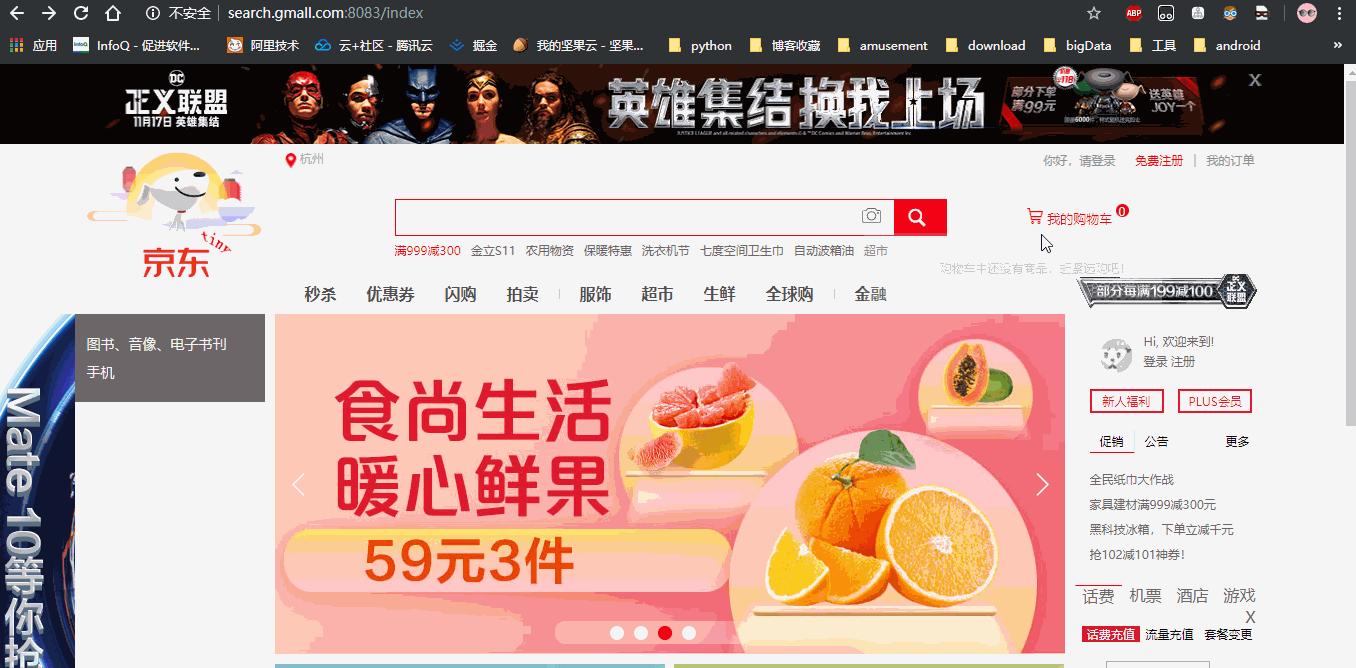 不安全 search.gmall.com:8083/index
ABP
应用 InfoQ - 促进软件... 阿里技术 云+社区 - 腾讯云 掘金 我的坚果云 - 坚果... python 博客收藏 amusement download bigData 工具 android »
DC
正义联盟
11月17日 英雄集结
英雄集结换我上场
部分下单
满99元
送英雄
JOY一个
X
杭州
你好，请登录 免费注册 | 我的订单
tiny
京东
我的购物车 0
满999减300 金立S11 农用物资 保暖特惠 洗衣机节 七度空间卫生巾 自动波箱油 超市
购物车中还没有商品，赶紧选购吧！
秒杀 优惠券 闪购 拍卖 | 服饰 超市 生鲜 全球购 | 金融
部分每满199减100
正义
联盟
图书、音像、电子书刊
手机
Mate 10等你抢
食尚生活
暖心鲜果
59元3件
Hi, 欢迎来到!
登录 注册
新人福利 PLUS会员
促销 公告 更多
全民纸巾大作战
家具建材满999减300元
黑科技冰箱，下单立减千元
抢102减101神券！
话费 机票 酒店 游戏
X
话费充值 流量充值 套餐变更